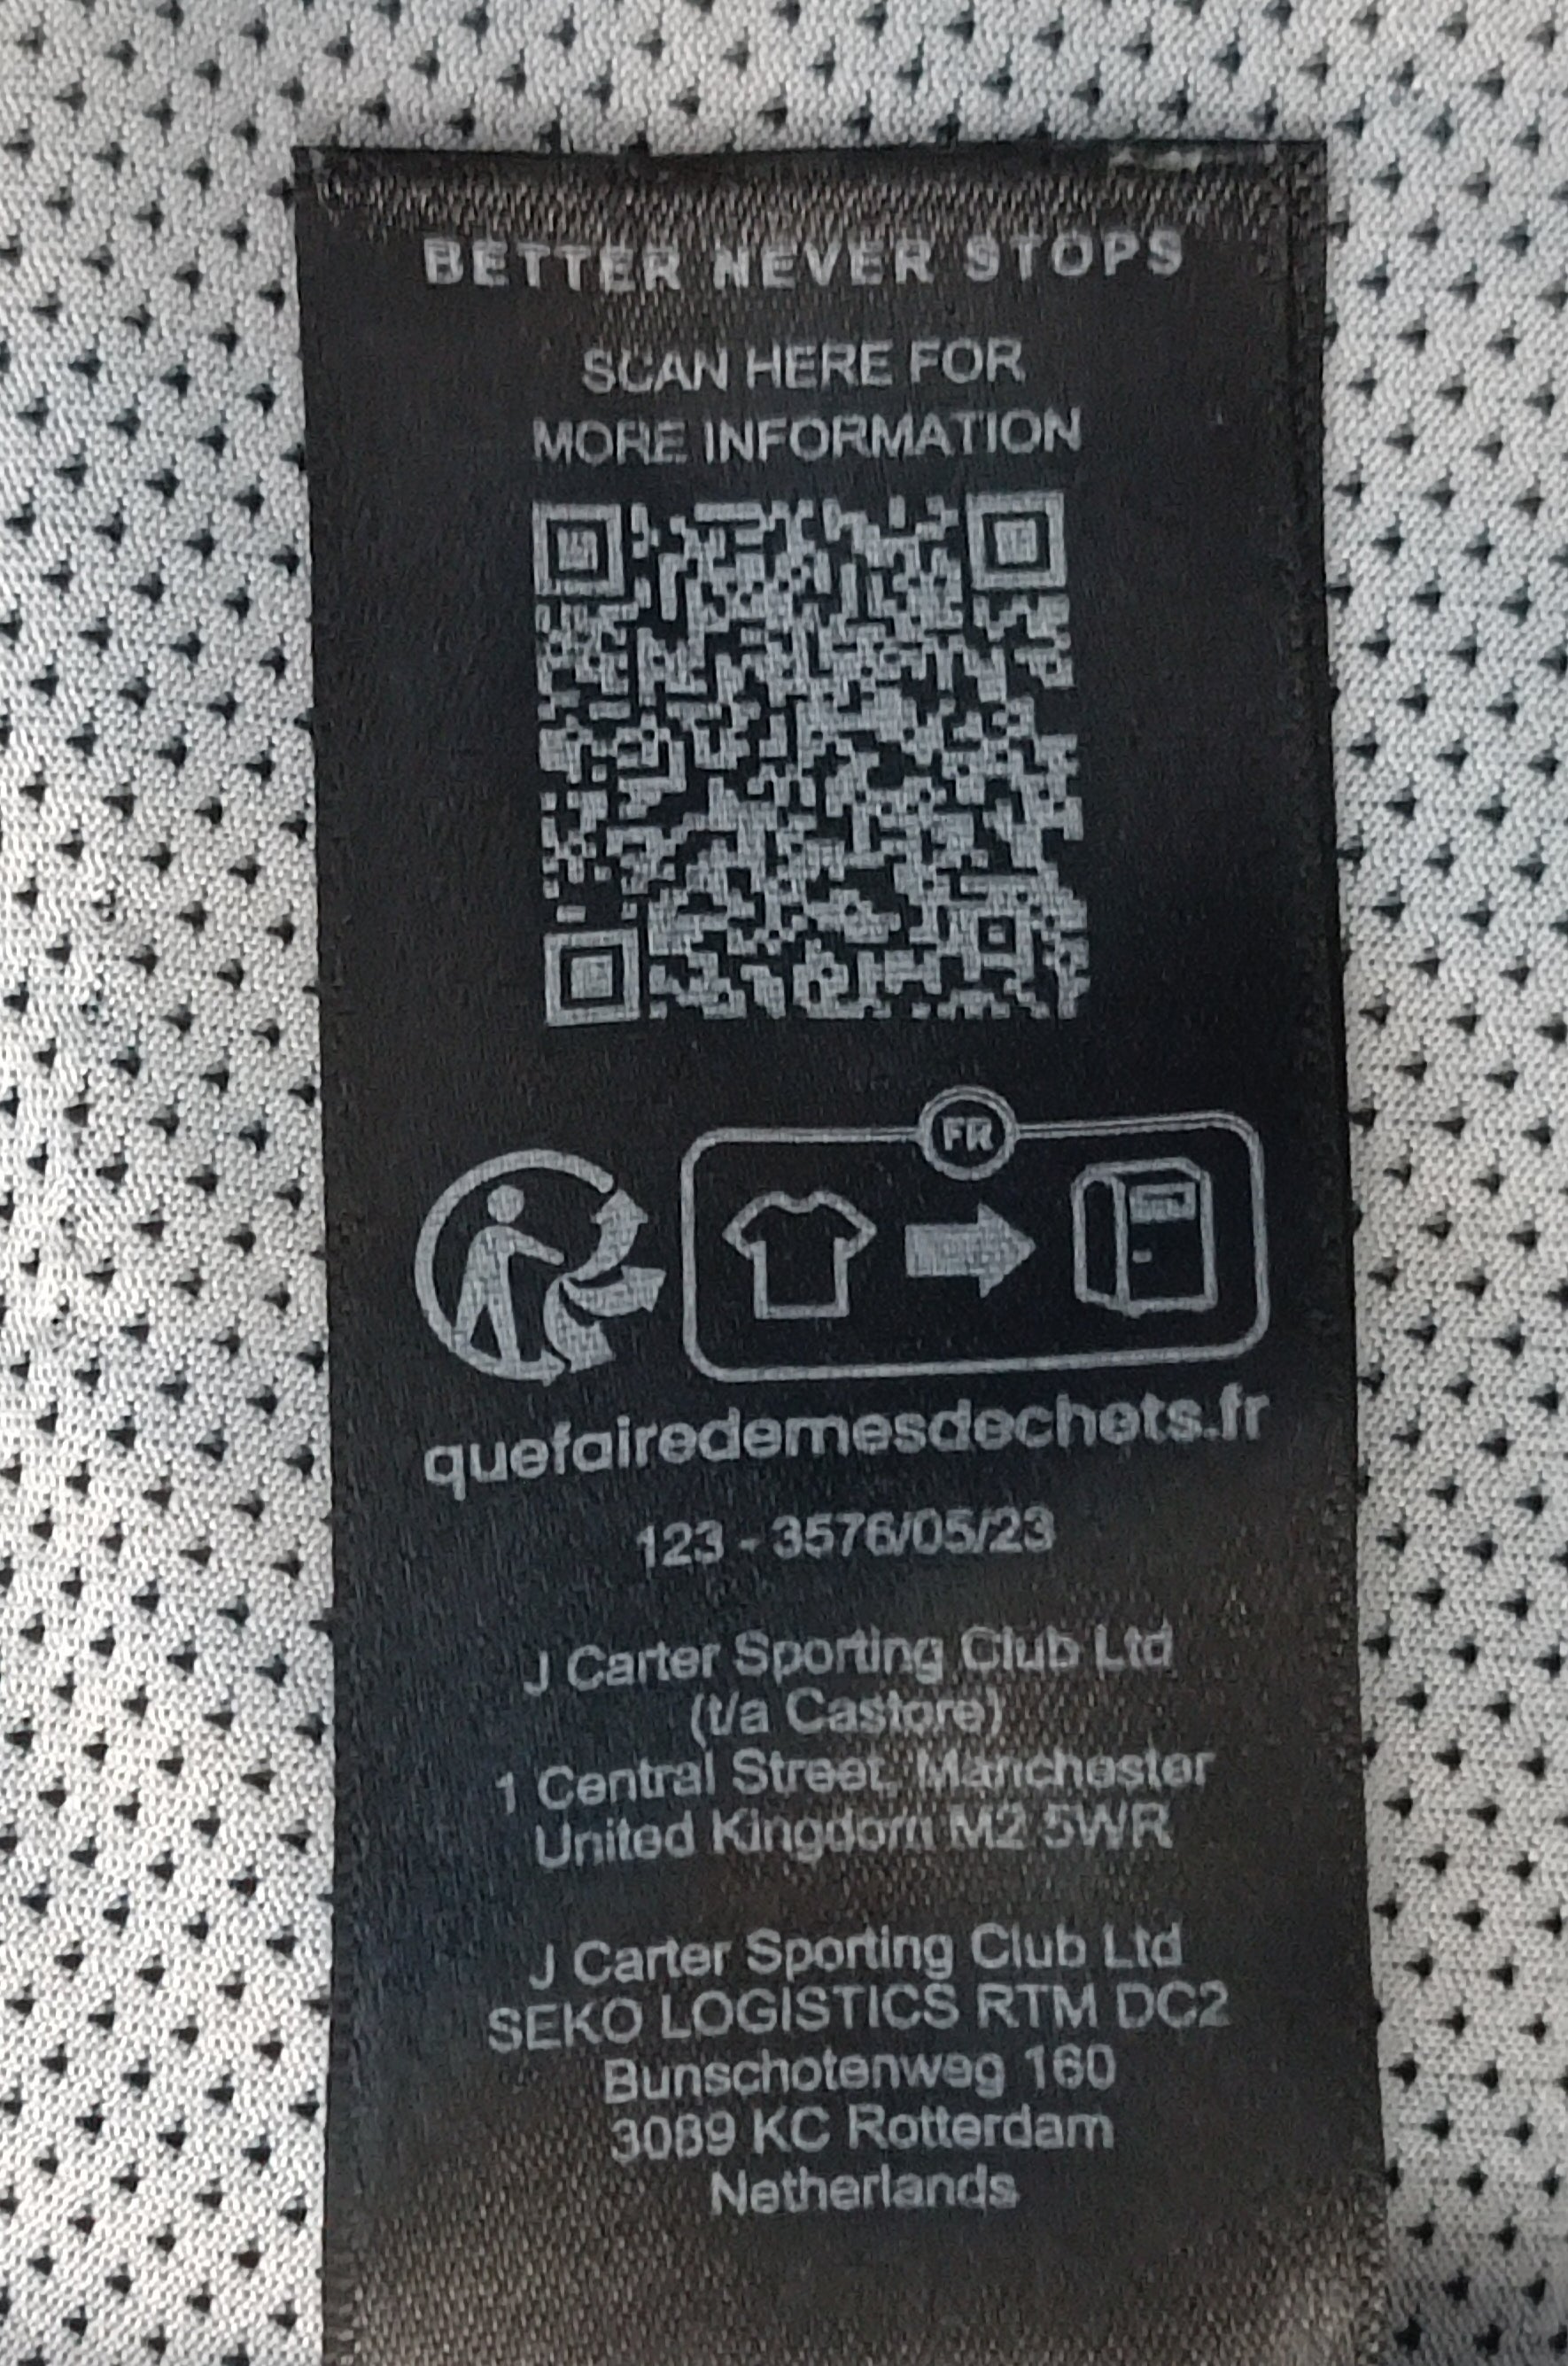 BETTER NEVER STOPS
SCAN HERE FOR
MORE INFORMATION
FR
quefairedemesdechets.fr
123 - 3576/05/23
J Carter Sporting Club Ltd
(t/a Castore)
1 Central Street, Manchester
United Kingdom M2 5WR
J Carter Sporting Club Ltd
SEKO LOGISTICS RTM DC2
Bunschotenweg 160
3089 KC Rotterdam
Netherlands